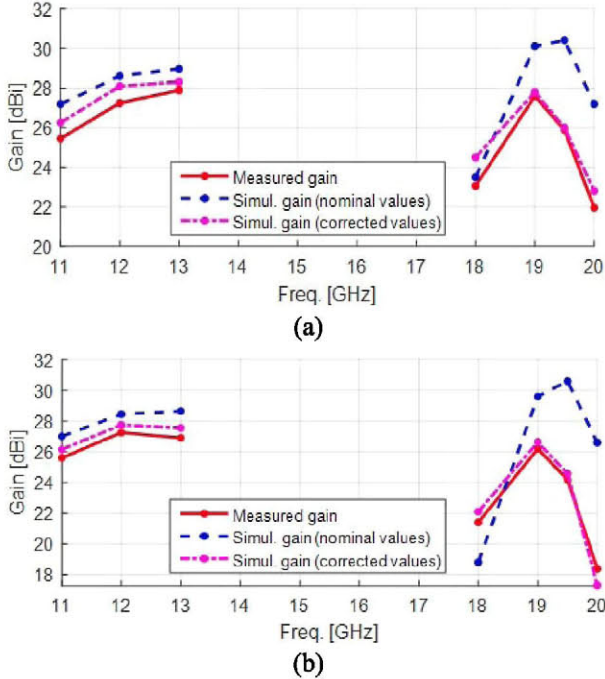 32
30
28
26
24
22
20
Gain [dBi]
Measured gain
Simul. gain (nominal values)
Simul. gain (corrected values)
11 12 13 14 15 16 17 18 19 20
Freq. [GHz]
(a)
32
30
28
26
24
22
20
18
Gain [dBi]
Measured gain
Simul. gain (nominal values)
Simul. gain (corrected values)
11 12 13 14 15 16 17 18 19 20
Freq. [GHz]
(b)